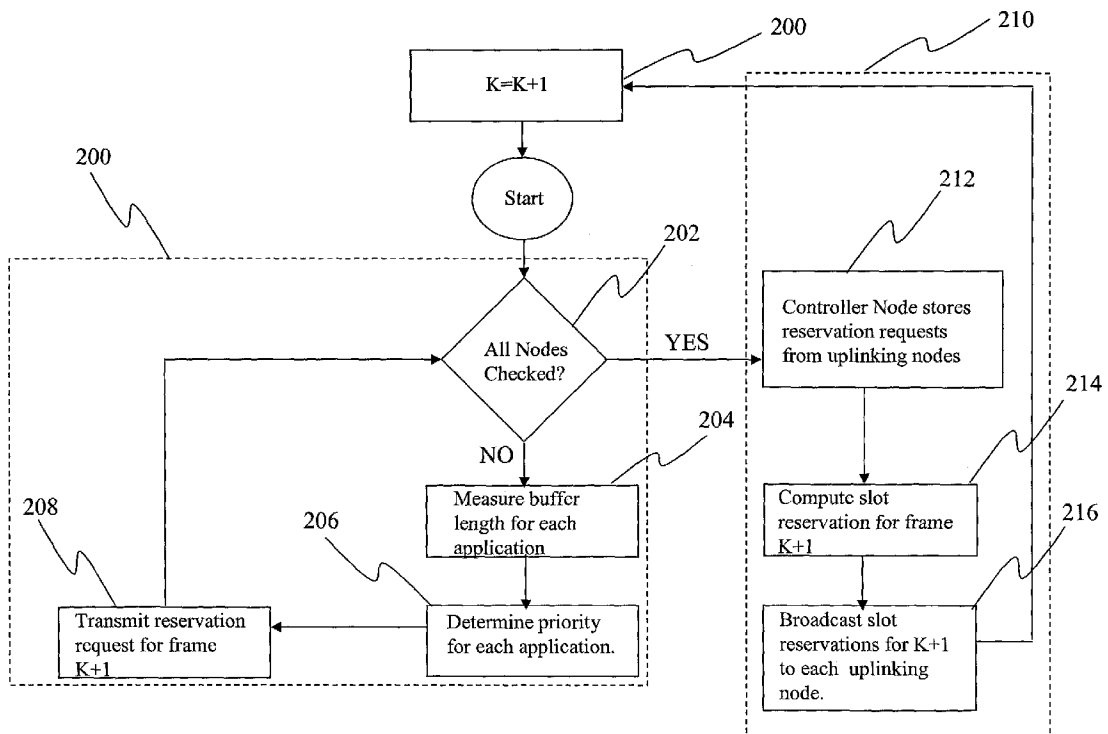 200
210
K=K+1
200
Start
212
202
Controller Node stores
reservation requests
from uplinking nodes
All Nodes
Checked?
YES
214
204
NO
Measure buffer
length for each
application
Compute slot
reservation for frame
K+1
216
208
206
Transmit reservation
request for frame
K+1
Determine priority
for each application.
Broadcast slot
reservations for K+1
to each uplinking
node.